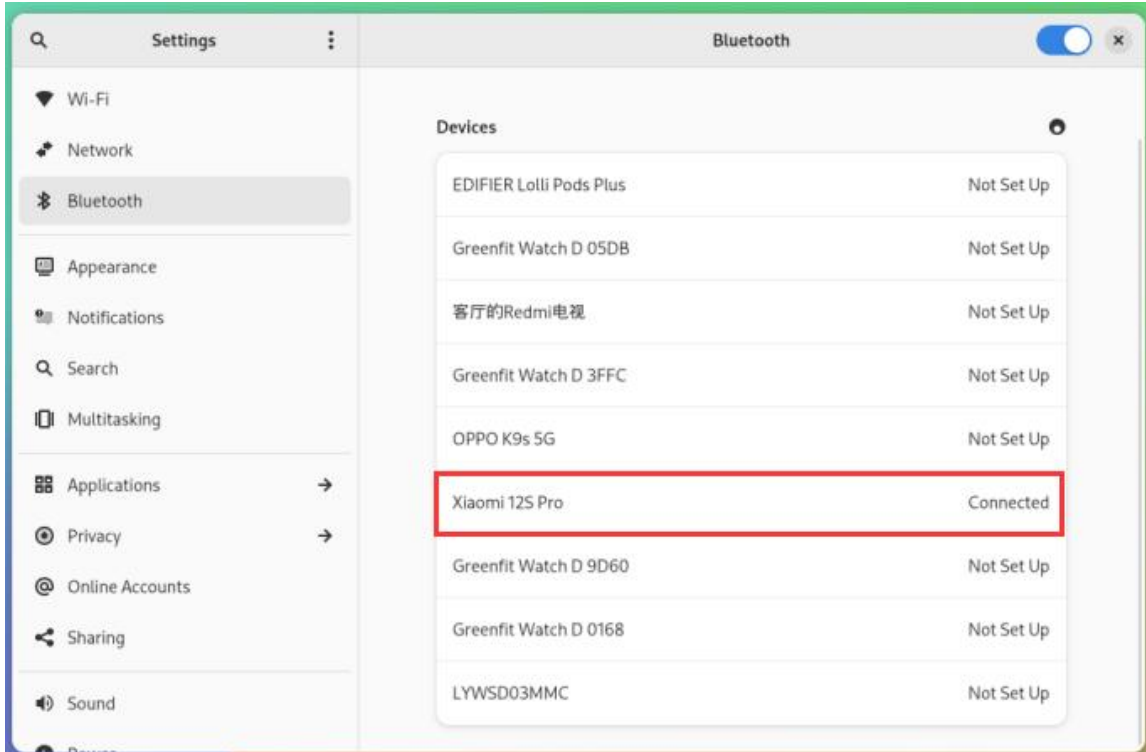 Settings
Bluetooth
Wi-Fi
Network
Bluetooth
Appearance
Notifications
Search
Multitasking
Applications
Privacy
Online Accounts
Sharing
Sound
Devices
EDIFIER Lolli Pods Plus Not Set Up
Greenfit Watch D 05DB Not Set Up
客厅的Redmi电视 Not Set Up
Greenfit Watch D 3FFC Not Set Up
OPPO K9s 5G Not Set Up
Xiaomi 12S Pro Connected
Greenfit Watch D 9D60 Not Set Up
Greenfit Watch D 0168 Not Set Up
LYWSD03MMC Not Set Up